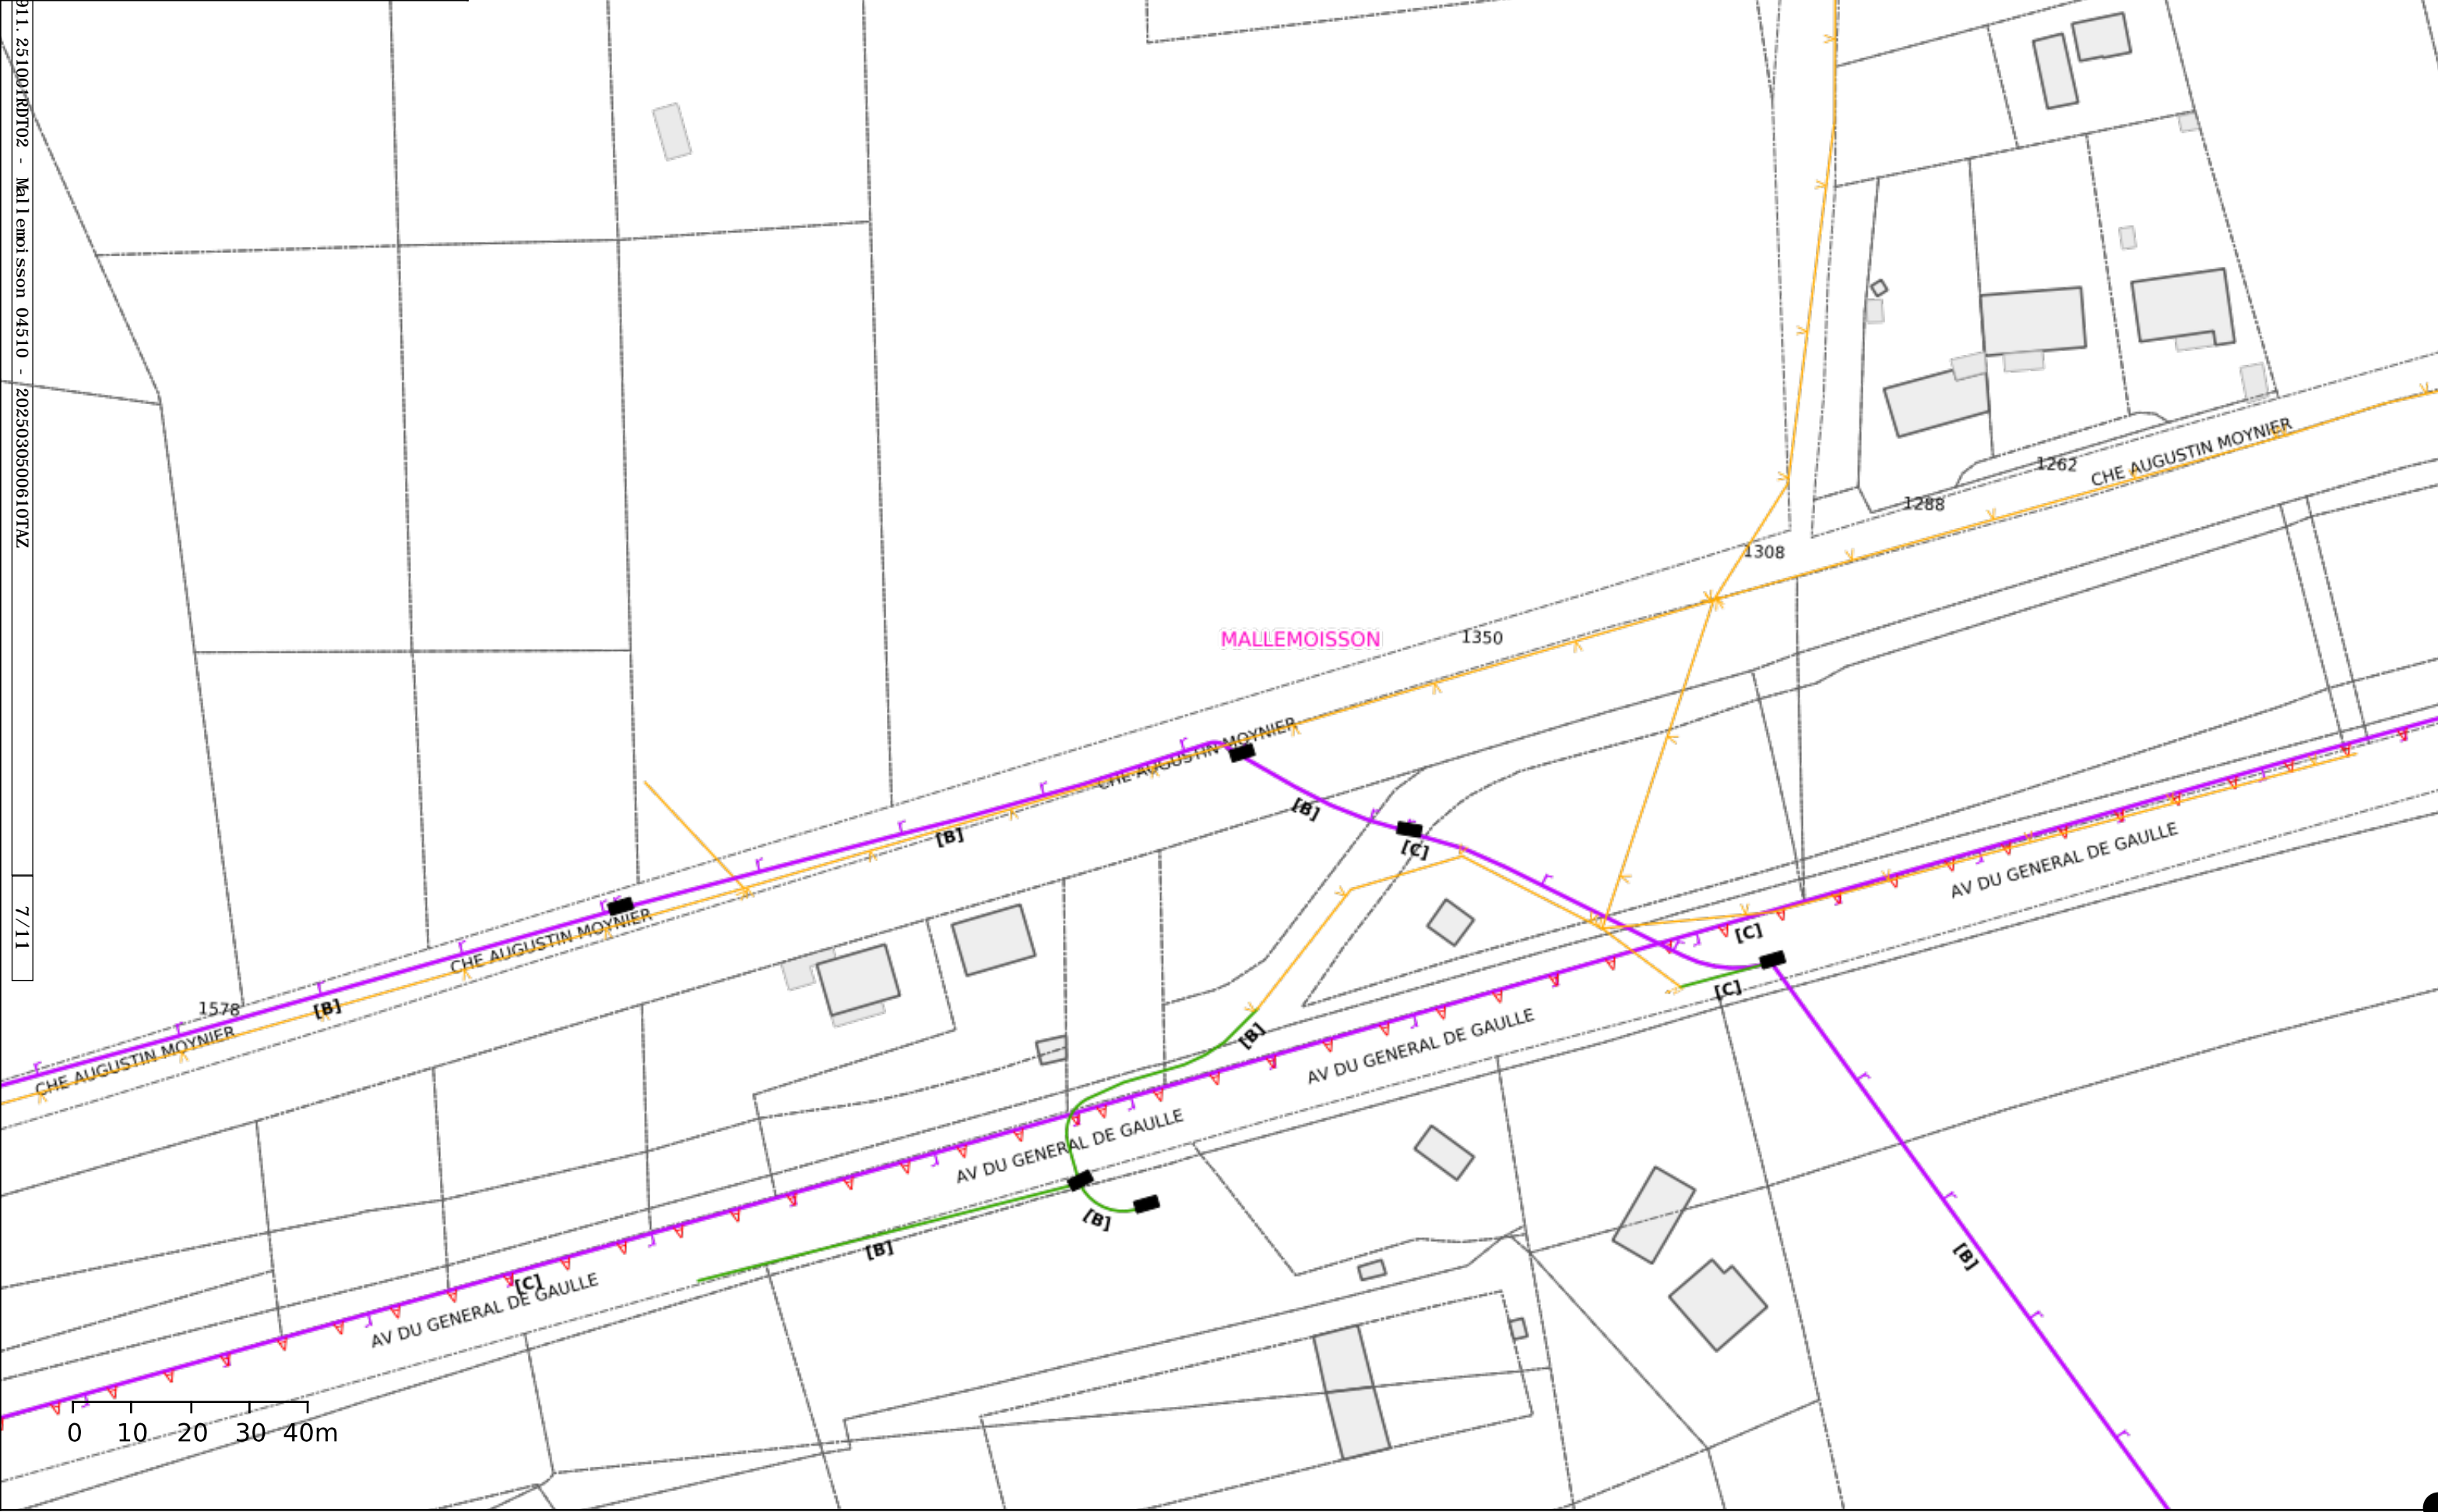 911. 251001RDT02 - Mallemoisson 04510 - 2025030500610TAZ
7/11
CHE AUGUSTIN MOYNIER
1262
1288
1308
MALLEMOISSON
1350
CHE AUGUSTIN MOYNIER
[B]
[B]
[C]
AV DU GENERAL DE GAULLE
CHE AUGUSTIN MOYNIER
[C]
[C]
1578
[B]
CHE AUGUSTIN MOYNIER
[B]
AV DU GENERAL DE GAULLE
AV DU GENERAL DE GAULLE
[B]
[B]
[B]
[C]
AV DU GENERAL DE GAULLE
0 10 20 30 40m